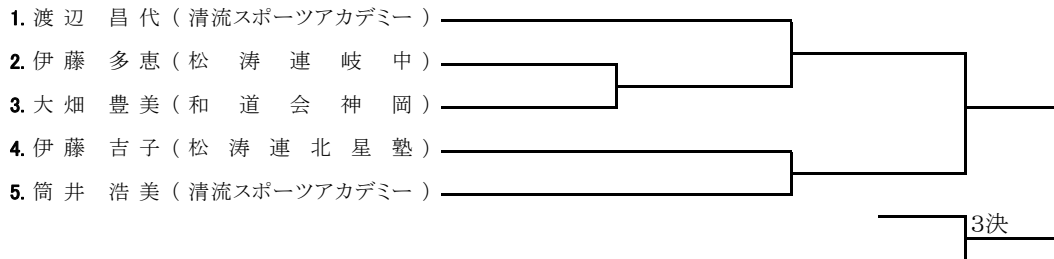 1. 渡辺 昌代(清流スポーツアカデミー)
2. 伊藤 多恵(松涛連岐中)
3. 大畑 豊美(和道会神岡)
4. 伊藤 吉子(松涛連北星塾)
5. 筒井 浩美(清流スポーツアカデミー)
3決